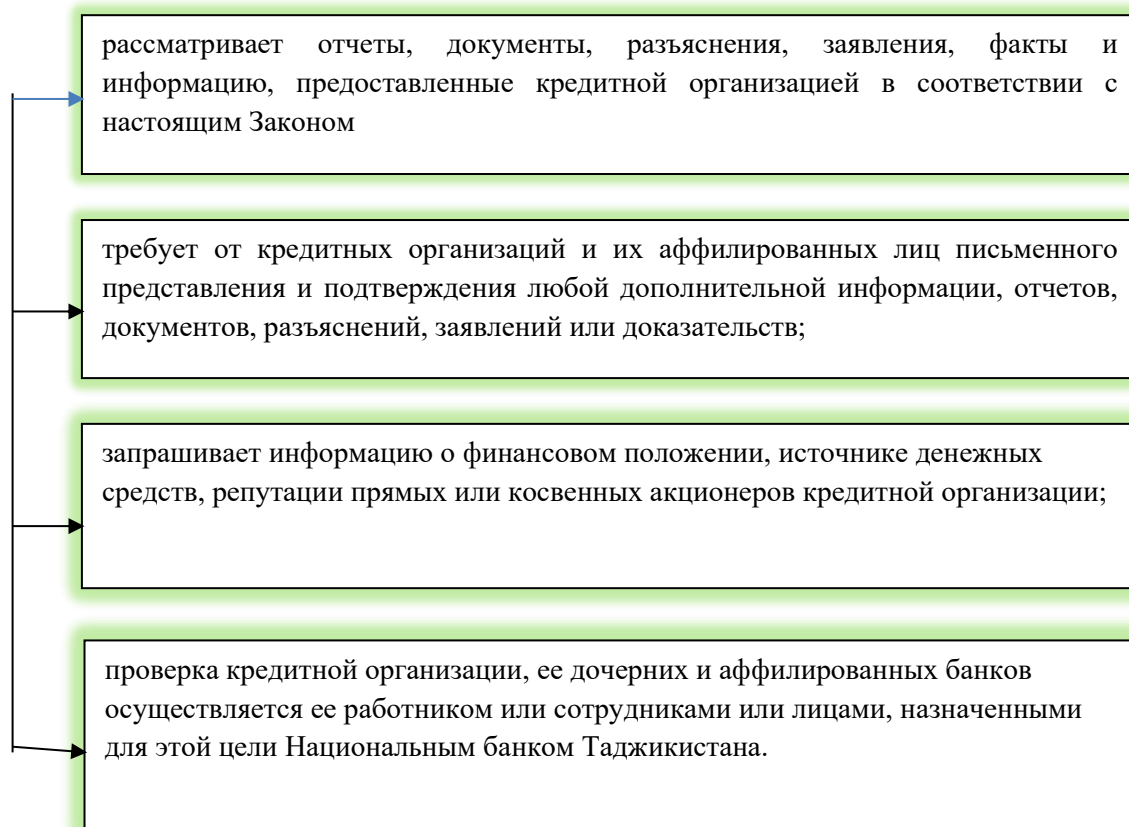 рассматривает отчеты, документы, разъяснения, заявления, факты и
информацию, предоставленные кредитной организацией в соответствии с
настоящим Законом
требует от кредитных организаций и их аффилированных лиц письменного
представления и подтверждения любой дополнительной информации, отчетов,
документов, разъяснений, заявлений или доказательств;
запрашивает информацию о финансовом положении, источнике денежных
средств, репутации прямых или косвенных акционеров кредитной организации;
проверка кредитной организации, ее дочерних и аффилированных банков
осуществляется ее работником или сотрудниками или лицами, назначенными
для этой цели Национальным банком Таджикистана.